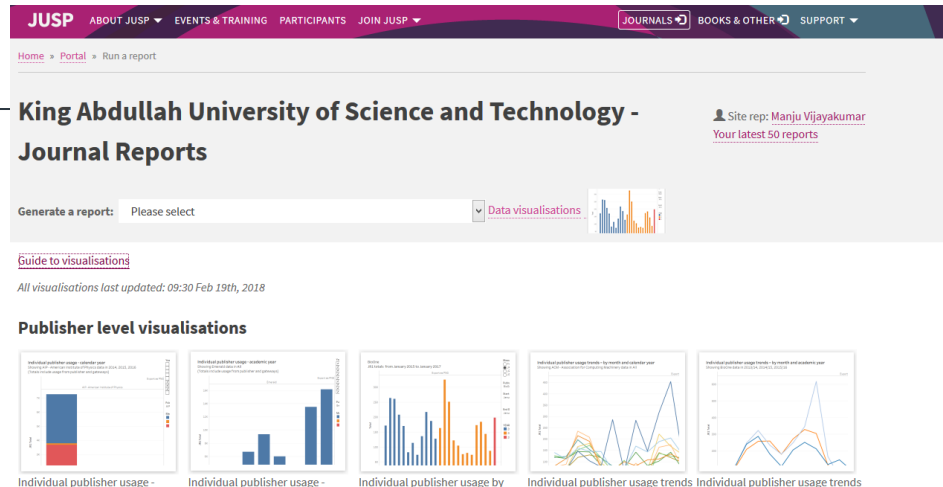 JUSP ABOUT JUSP EVENTS & TRAINING PARTICIPANTS JOIN JUSP JOURNALS BOOKS & OTHER SUPPORT
Home » Portal » Run a report
King Abdullah University of Science and Technology -
Journal Reports
Site rep: Manju Vijayakumar
Your latest 50 reports
Generate a report: Please select Data visualisations
Guide to visualisations
All visualisations last updated: 09:30 Feb 19th, 2018
Publisher level visualisations
Individual publisher usage - calendar year
Individual publisher usage - academic year
Individual publisher usage trends - by month and calendar year
Individual publisher usage trends - by month and academic year
Individual publisher usage -
Individual publisher usage -
Individual publisher usage by
Individual publisher usage trends
Individual publisher usage trends